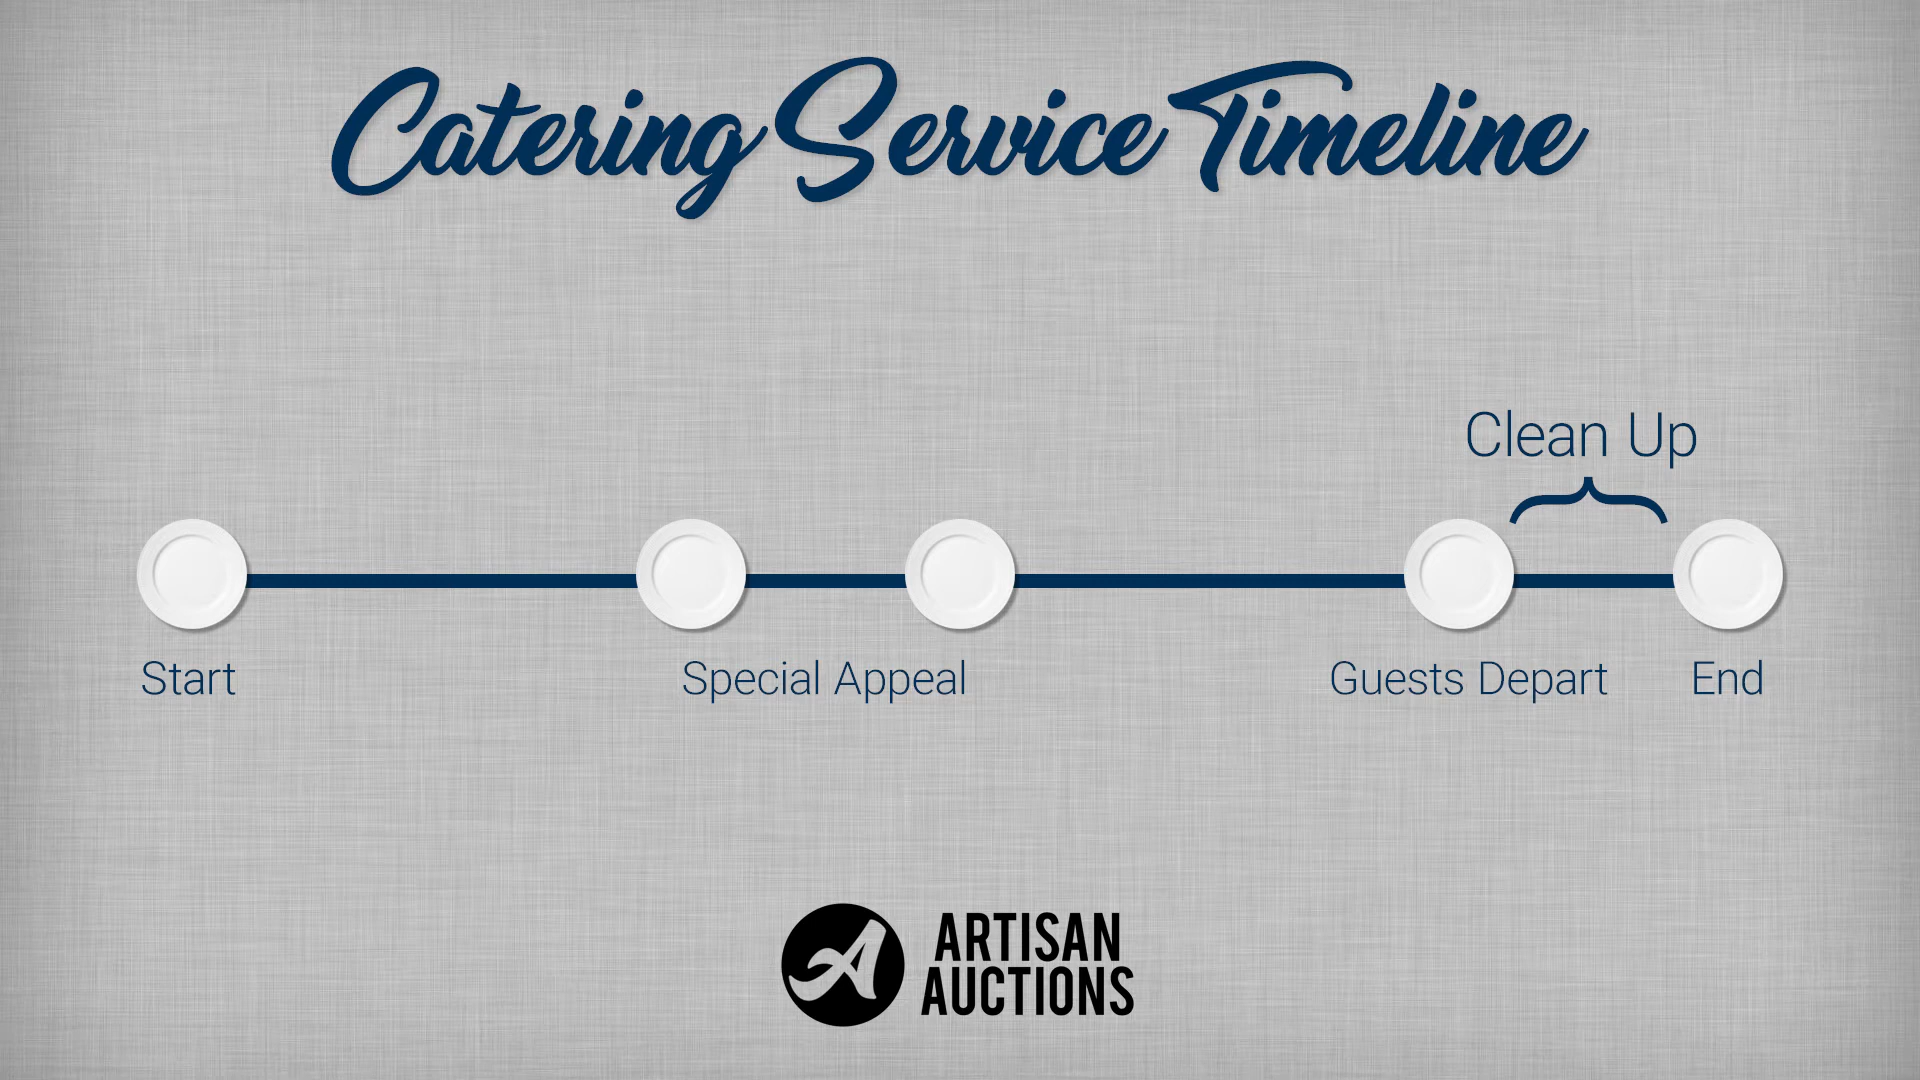 Catering Service Timeline
Clean Up
Start
Special Appeal
Guests Depart
End
ARTISAN
AUCTIONS